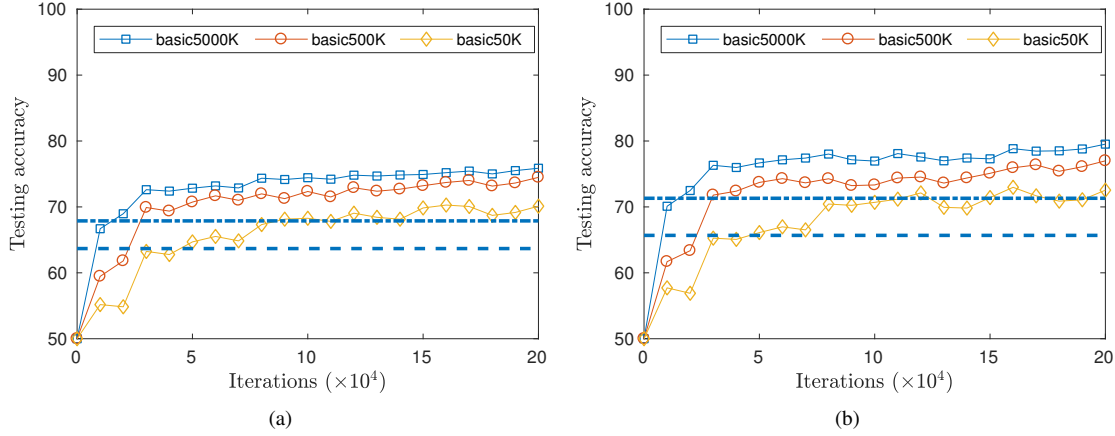 100
90
80
70
60
50
0
5
10
15
20
Testing accuracy
Iterations (×10⁴)
basic5000K
basic500K
basic50K
(a)
100
90
80
70
60
50
0
5
10
15
20
Testing accuracy
Iterations (×10⁴)
basic5000K
basic500K
basic50K
(b)